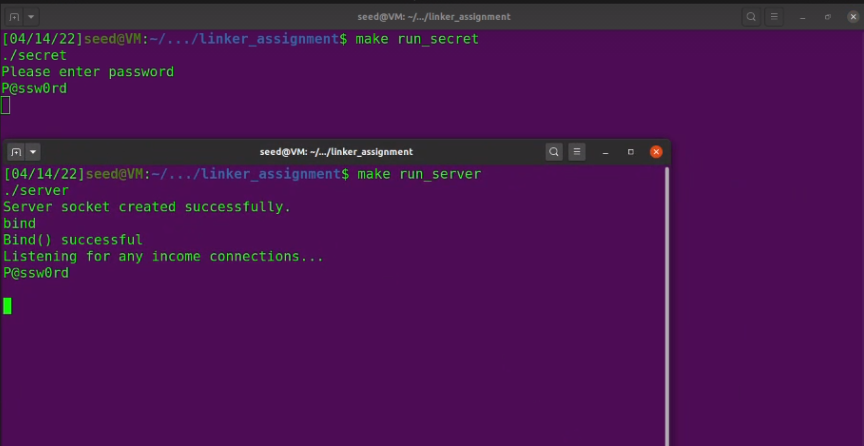 seed@VM: ~/.../linker_assignment
[04/14/22]seed@VM:~/.../linker_assignment$ make run_secret
./secret
Please enter password
P@ssw0rd
seed@VM: ~/.../linker_assignment
[04/14/22]seed@VM:~/.../linker_assignment$ make run_server
./server
Server socket created successfully.
bind
Bind() successful
Listening for any income connections...
P@ssw0rd